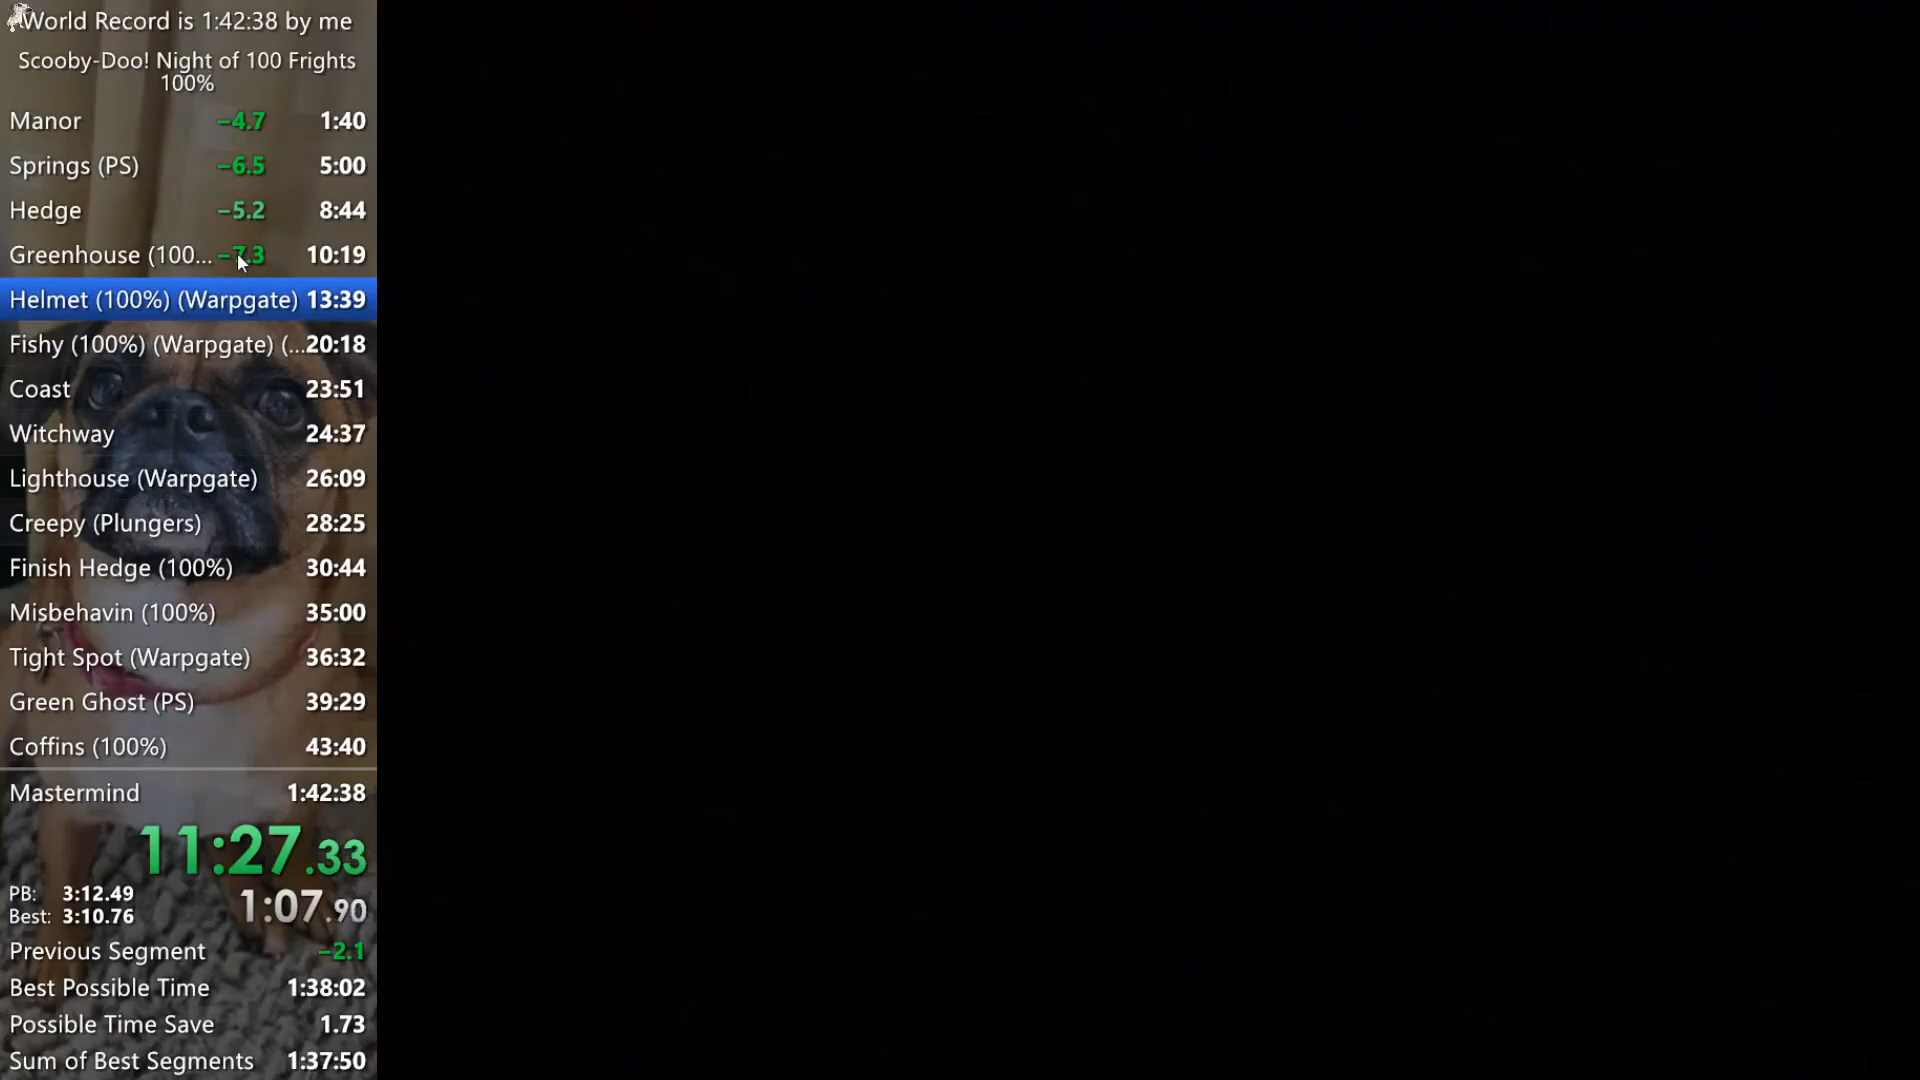 World Record is 1:42:38 by me
Scooby-Doo! Night of 100 Frights
100%
Manor -4.7 1:40
Springs (PS) -6.5 5:00
Hedge -5.2 8:44
Greenhouse (100... -7.3 10:19
Helmet (100%) (Warpgate) 13:39
Fishy (100%) (Warpgate) (... 20:18
Coast 23:51
Witchway 24:37
Lighthouse (Warpgate) 26:09
Creepy (Plungers) 28:25
Finish Hedge (100%) 30:44
Misbehavin (100%) 35:00
Tight Spot (Warpgate) 36:32
Green Ghost (PS) 39:29
Coffins (100%) 43:40
Mastermind 1:42:38
11:27.33
PB: 3:12.49
Best: 3:10.76
1:07.90
Previous Segment -2.1
Best Possible Time 1:38:02
Possible Time Save 1.73
Sum of Best Segments 1:37:50